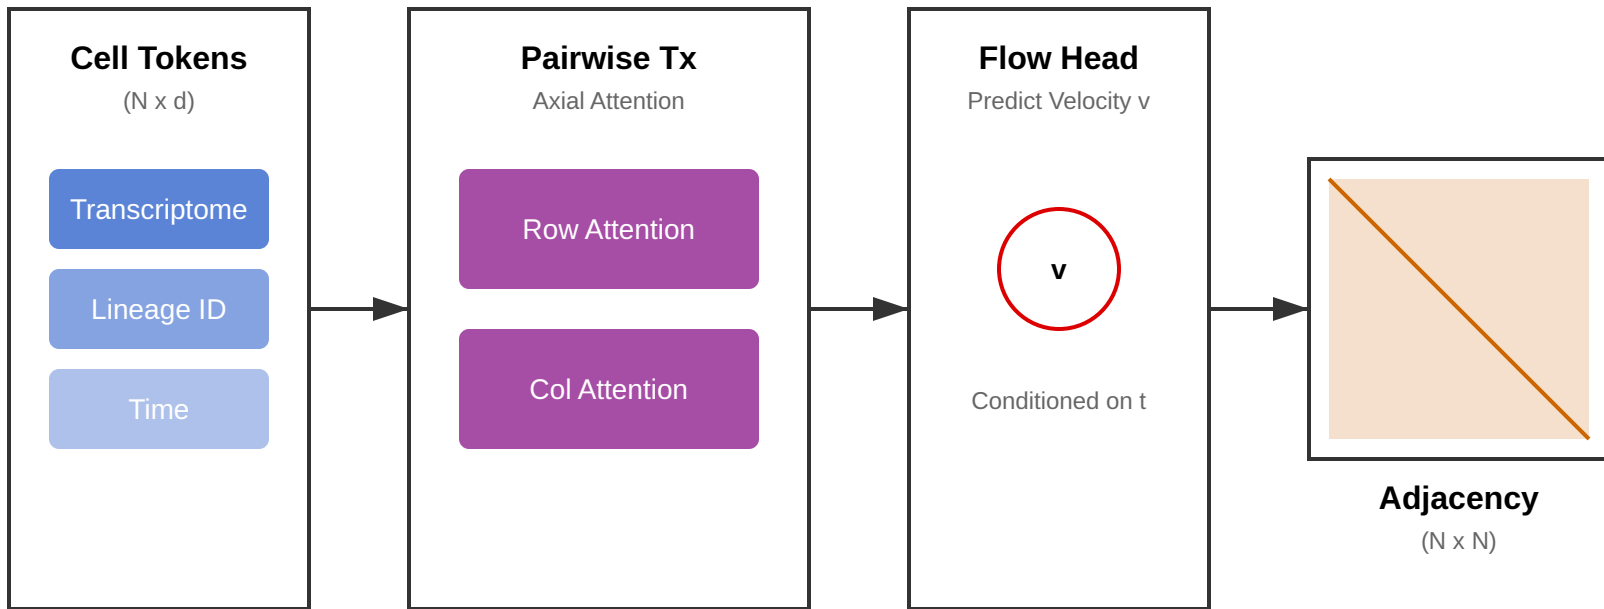 Cell Tokens
(N x d)
Transcriptome
Lineage ID
Time
Pairwise Tx
Axial Attention
Row Attention
Col Attention
Flow Head
Predict Velocity v
v
Conditioned on t
Adjacency
(N x N)